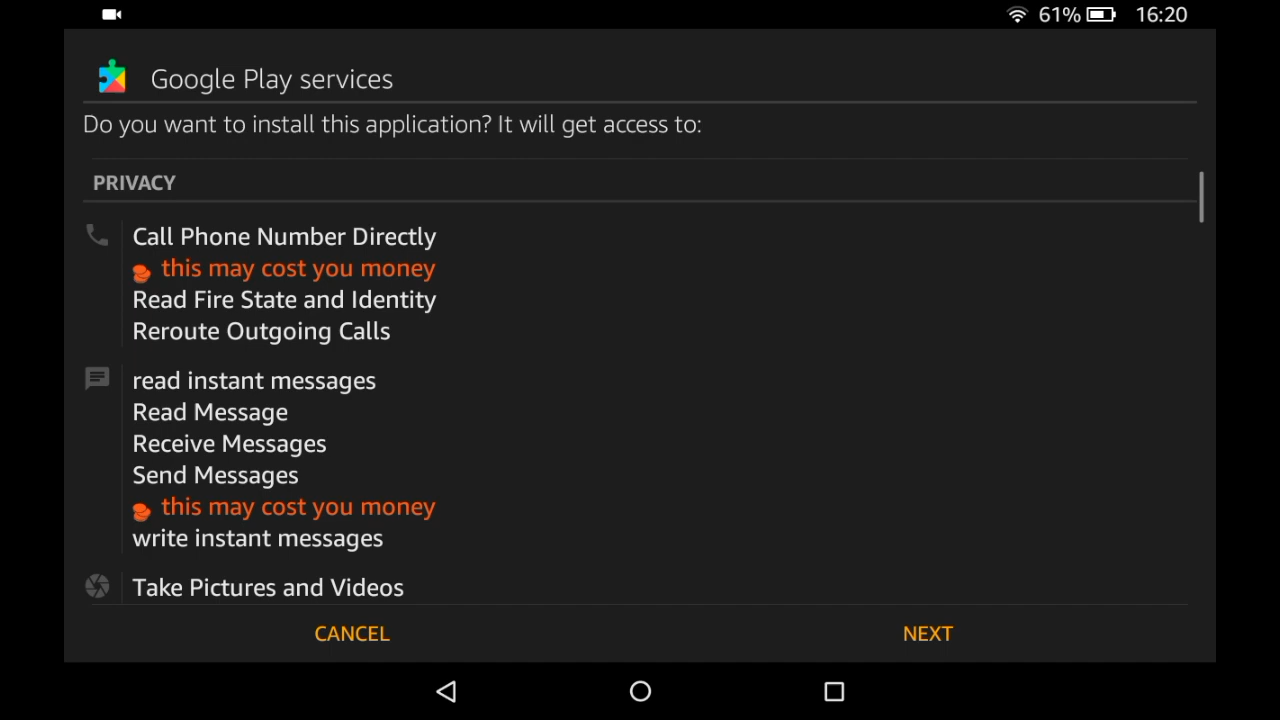 61% 16:20
Google Play services
Do you want to install this application? It will get access to:
PRIVACY
Call Phone Number Directly
this may cost you money
Read Fire State and Identity
Reroute Outgoing Calls
read instant messages
Read Message
Receive Messages
Send Messages
this may cost you money
write instant messages
Take Pictures and Videos
CANCEL NEXT